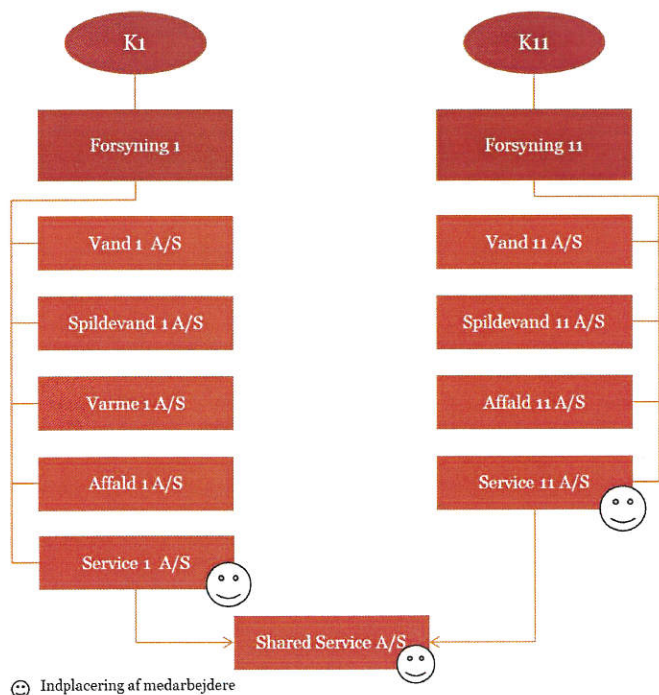 K1
Forsyning 1
Vand 1 A/S
Spildevand 1 A/S
Varme 1 A/S
Affald 1 A/S
Service 1 A/S
K11
Forsyning 11
Vand 11 A/S
Spildevand 11 A/S
Affald 11 A/S
Service 11 A/S
Shared Service A/S
Indplacering af medarbejdere